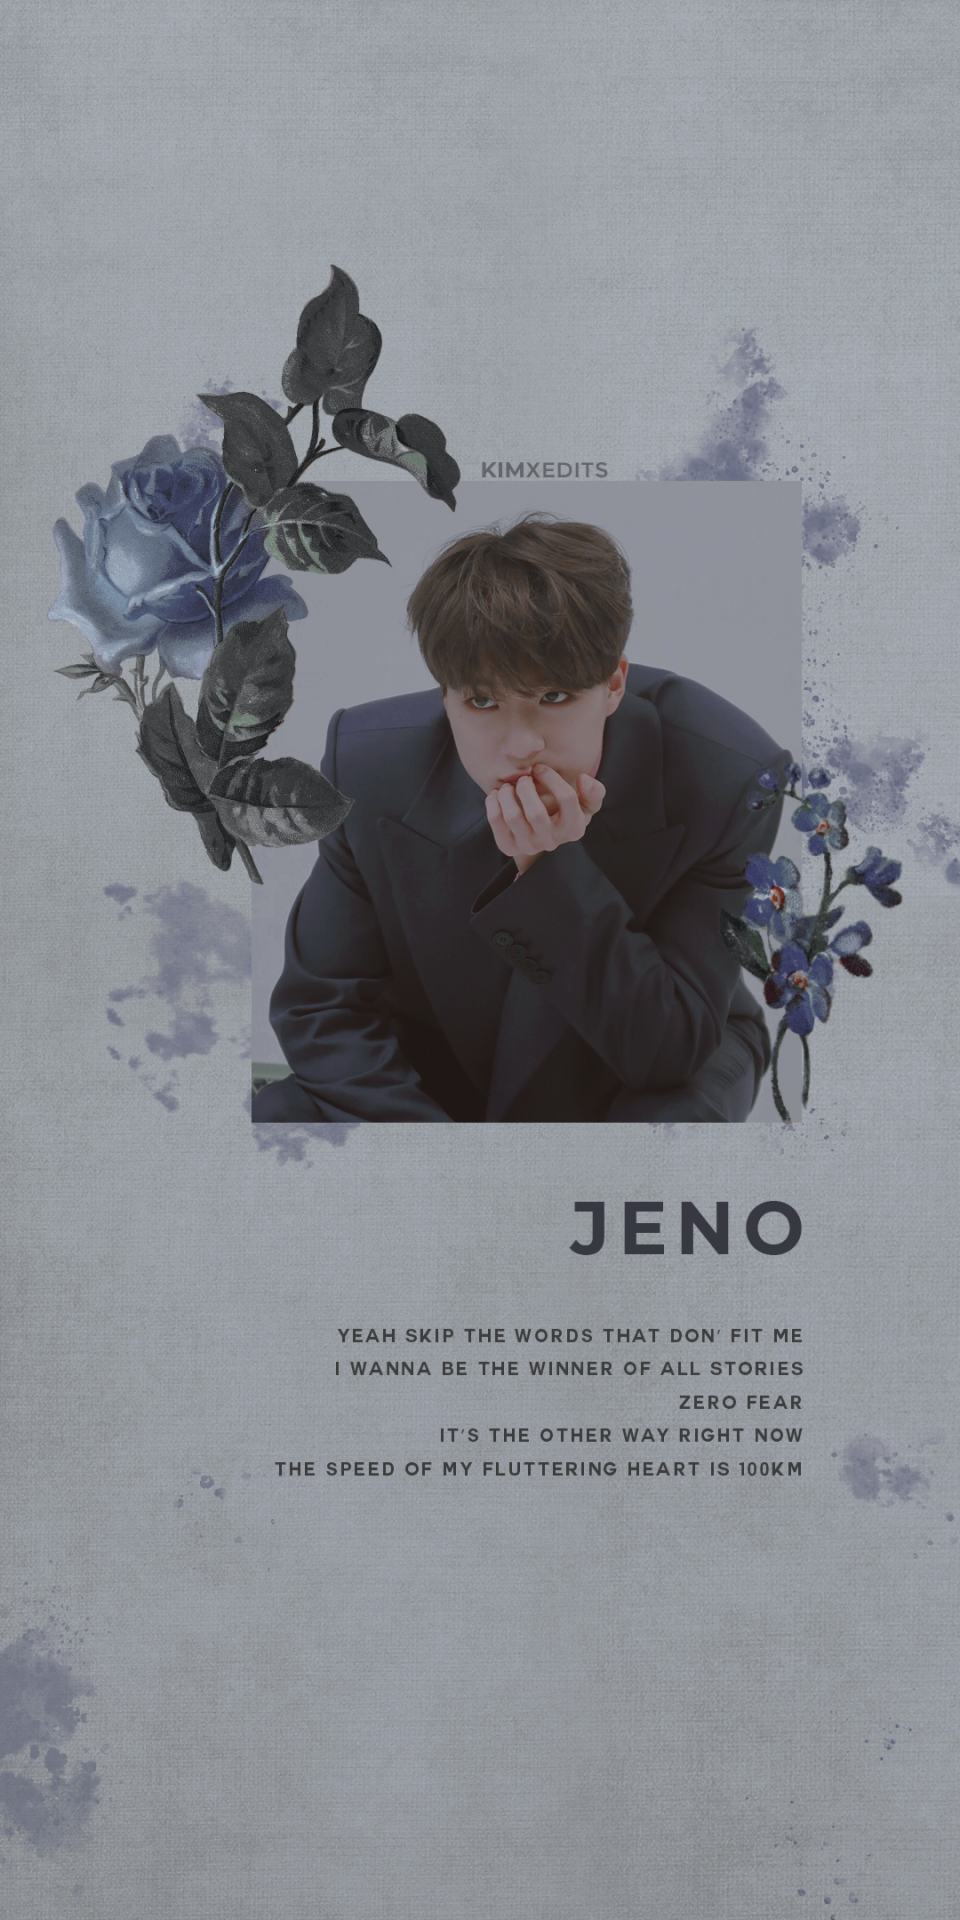 KIMXEDITS
JENO
YEAH SKIP THE WORDS THAT DON' FIT ME
I WANNA BE THE WINNER OF ALL STORIES
ZERO FEAR
IT'S THE OTHER WAY RIGHT NOW
THE SPEED OF MY FLUTTERING HEART IS 100KM